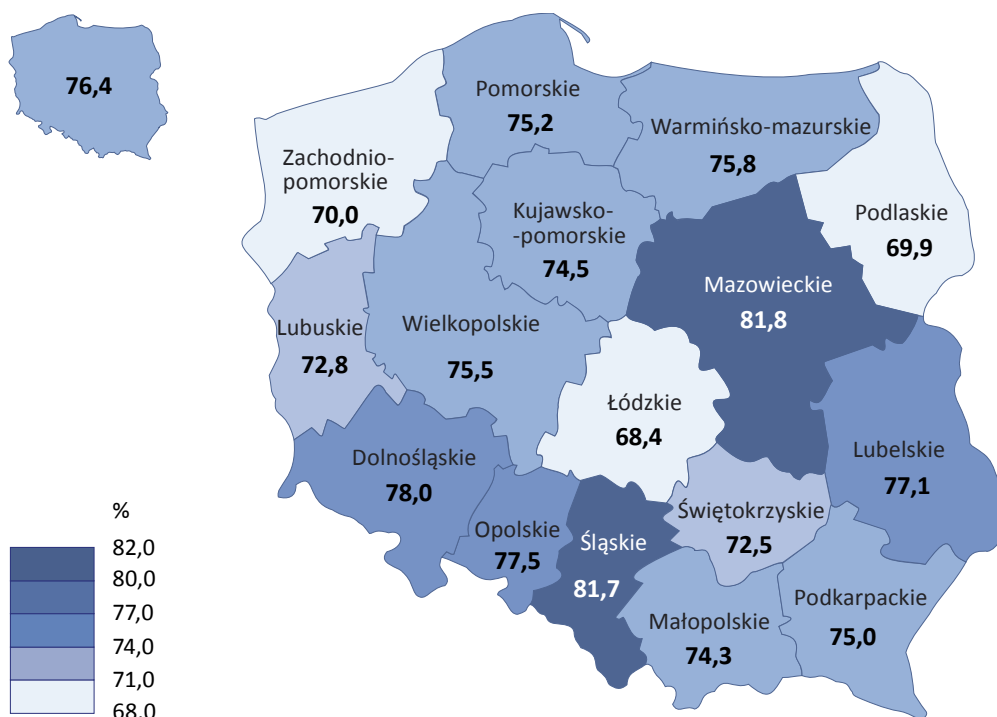 76,4
Pomorskie
75,2
Warmińsko-mazurskie
75,8
Zachodnio-
pomorskie
70,0
Podlaskie
69,9
Kujawsko-
-pomorskie
74,5
Mazowieckie
81,8
Lubuskie
72,8
Wielkopolskie
75,5
Łódzkie
68,4
Lubelskie
77,1
Dolnośląskie
78,0
Opolskie
77,5
Śląskie
81,7
Świętokrzyskie
72,5
Małopolskie
74,3
Podkarpackie
75,0
%
82,0
80,0
77,0
74,0
71,0
68,0